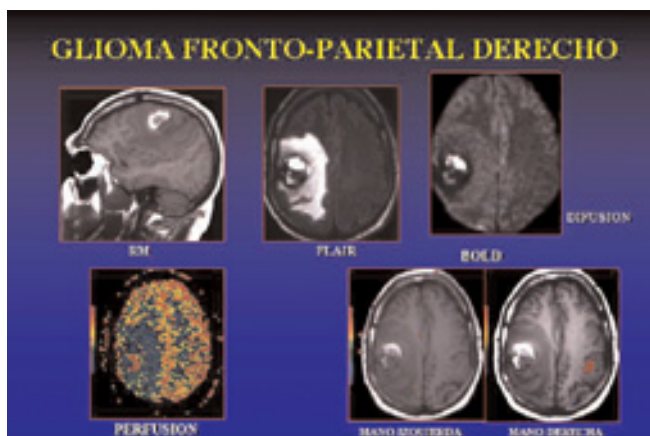 GLIOMA FRONTO-PARIETAL DERECHO
RM
FLAIR
DIFUSION
BOLD
PERFUSION
MANO IZQUIERDA
MANO DERECHA